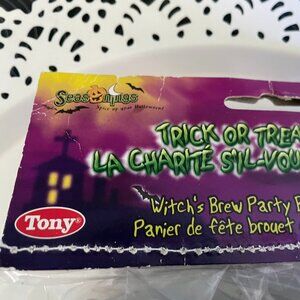 Seasonings
Spice up your Halloween!
TRICK OR TREA
LA CHARITÉ S'IL-VOU
Witch's Brew Party
Tony®
Panier de fête brouet